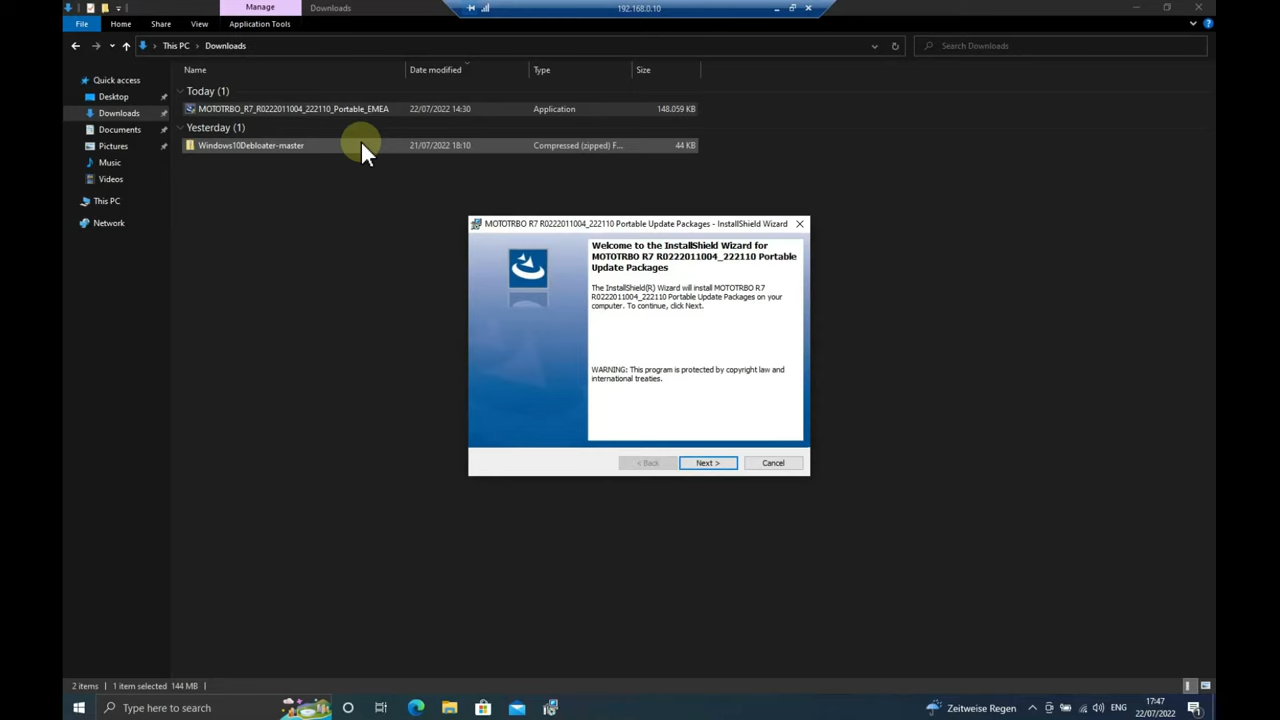 Manage
Downloads
192.168.0.10
File
Home
Share
View
Application Tools
This PC
Downloads
Search Downloads
Name
Date modified
Type
Size
Quick access
Desktop
Downloads
Documents
Pictures
Music
Videos
This PC
Network
Today (1)
MOTOTRBO_R7_R0222011004_222110_Portable_EMEA
22/07/2022 14:30
Application
148.059 KB
Yesterday (1)
Windows10Debloater-master
21/07/2022 18:10
Compressed (zipped) F...
44 KB
MOTOTRBO R7 R0222011004_222110 Portable Update Packages - InstallShield Wizard
Welcome to the InstallShield Wizard for
MOTOTRBO R7 R0222011004_222110 Portable
Update Packages
The InstallShield(R) Wizard will install MOTOTRBO R7
R0222011004_222110 Portable Update Packages on your
computer. To continue, click Next.
WARNING: This program is protected by copyright law and
international treaties.
< Back
Next >
Cancel
2 items
1 item selected 144 MB
Type here to search
Zeitweise Regen
ENG
17:47
22/07/2022